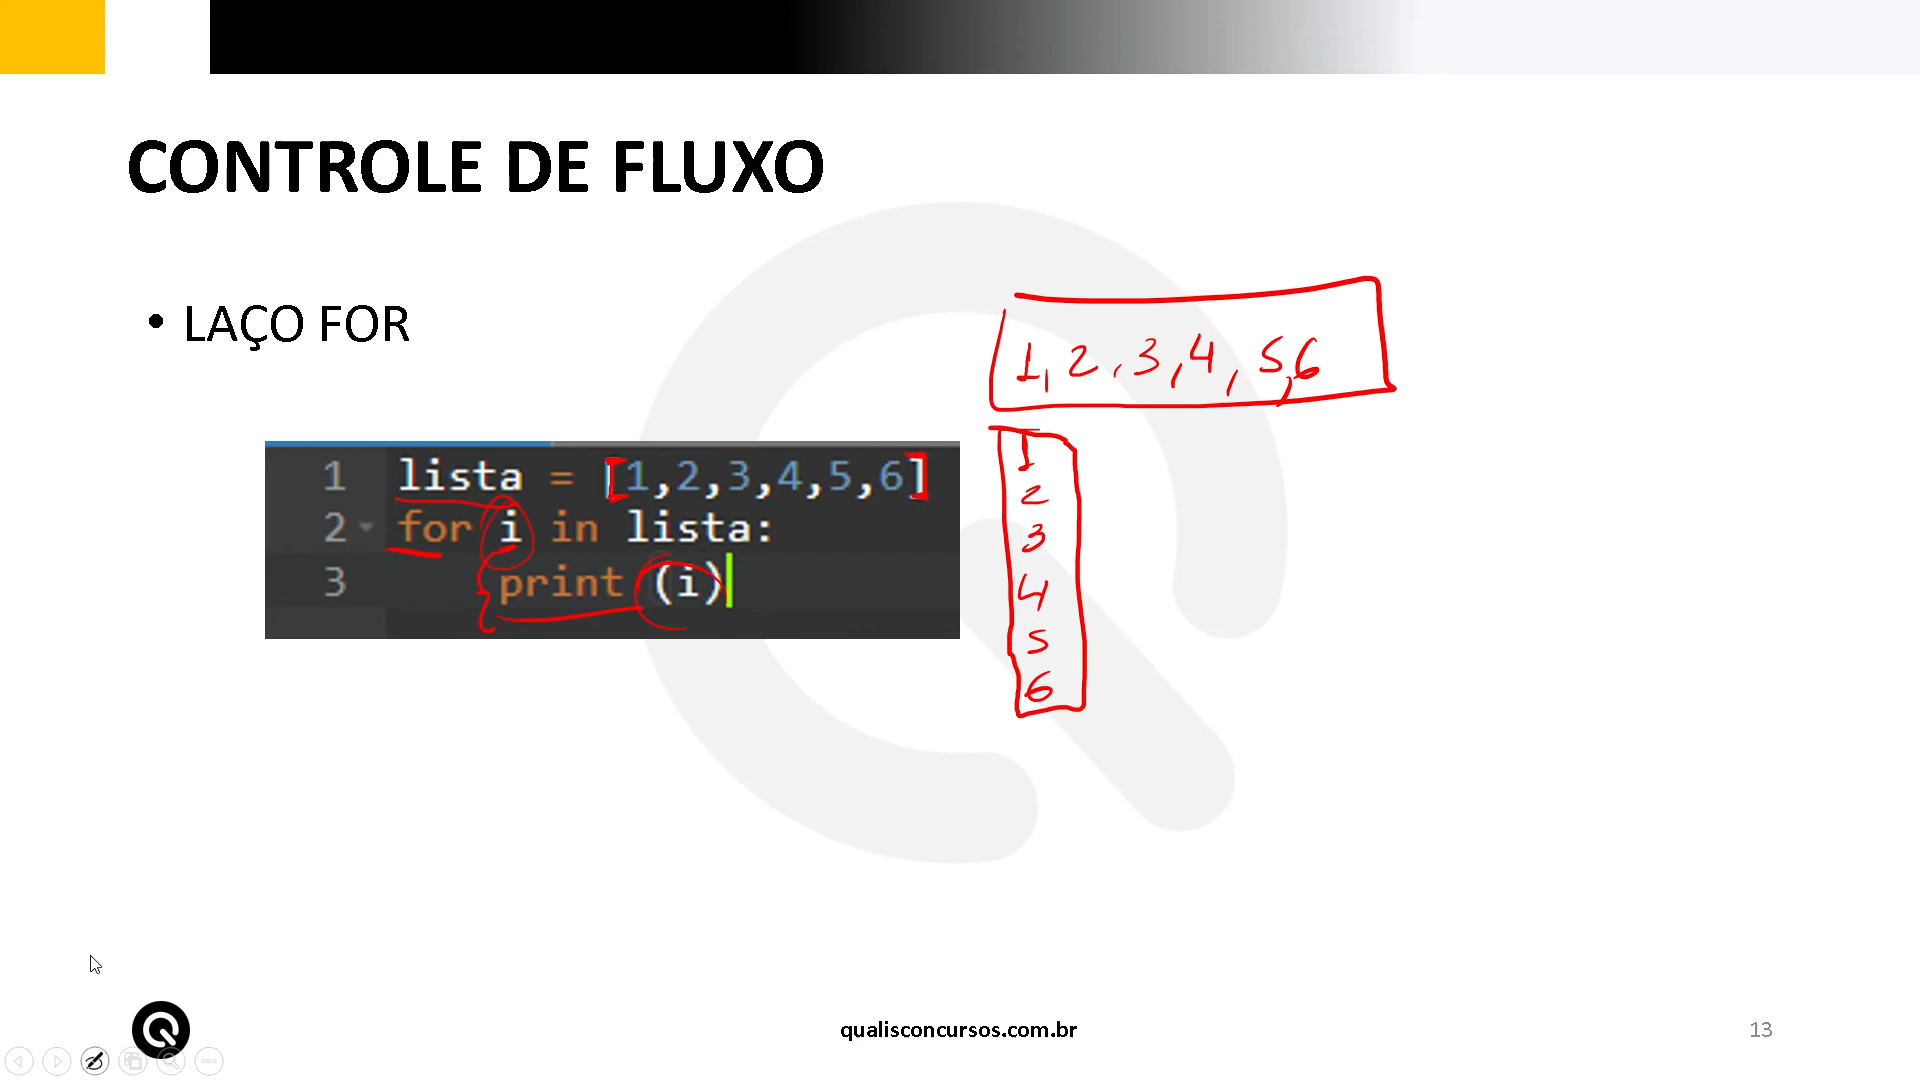 CONTROLE DE FLUXO
• LAÇO FOR
1, 2, 3, 4, 5, 6
1 lista = [1,2,3,4,5,6]
2 for i in lista:
3 print (i)
1
2
3
4
5
6
qualisconcursos.com.br
13